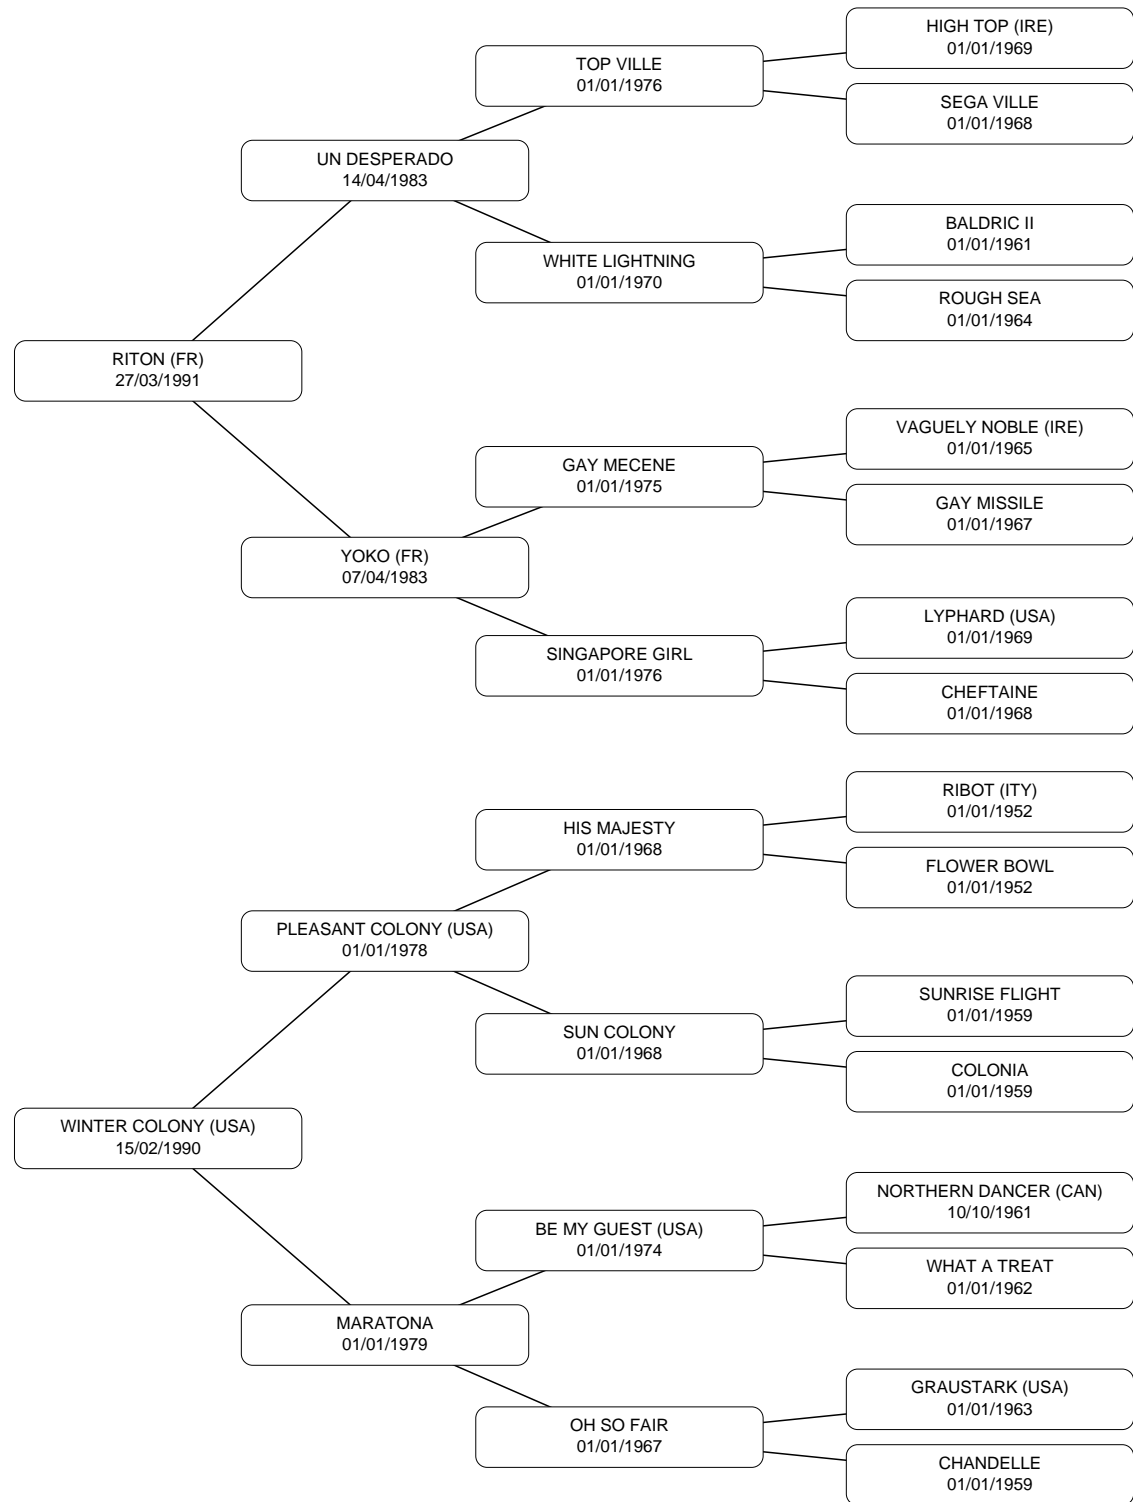 HIGH TOP (IRE)
01/01/1969
TOP VILLE
01/01/1976
SEGA VILLE
01/01/1968
UN DESPERADO
14/04/1983
BALDRIC II
01/01/1961
WHITE LIGHTNING
01/01/1970
ROUGH SEA
01/01/1964
RITON (FR)
27/03/1991
VAGUELY NOBLE (IRE)
01/01/1965
GAY MECENE
01/01/1975
GAY MISSILE
01/01/1967
YOKO (FR)
07/04/1983
LYPHARD (USA)
01/01/1969
SINGAPORE GIRL
01/01/1976
CHEFTAINE
01/01/1968
RIBOT (ITY)
01/01/1952
HIS MAJESTY
01/01/1968
FLOWER BOWL
01/01/1952
PLEASANT COLONY (USA)
01/01/1978
SUNRISE FLIGHT
01/01/1959
SUN COLONY
01/01/1968
COLONIA
01/01/1959
WINTER COLONY (USA)
15/02/1990
NORTHERN DANCER (CAN)
10/10/1961
BE MY GUEST (USA)
01/01/1974
WHAT A TREAT
01/01/1962
MARATONA
01/01/1979
GRAUSTARK (USA)
01/01/1963
OH SO FAIR
01/01/1967
CHANDELLE
01/01/1959